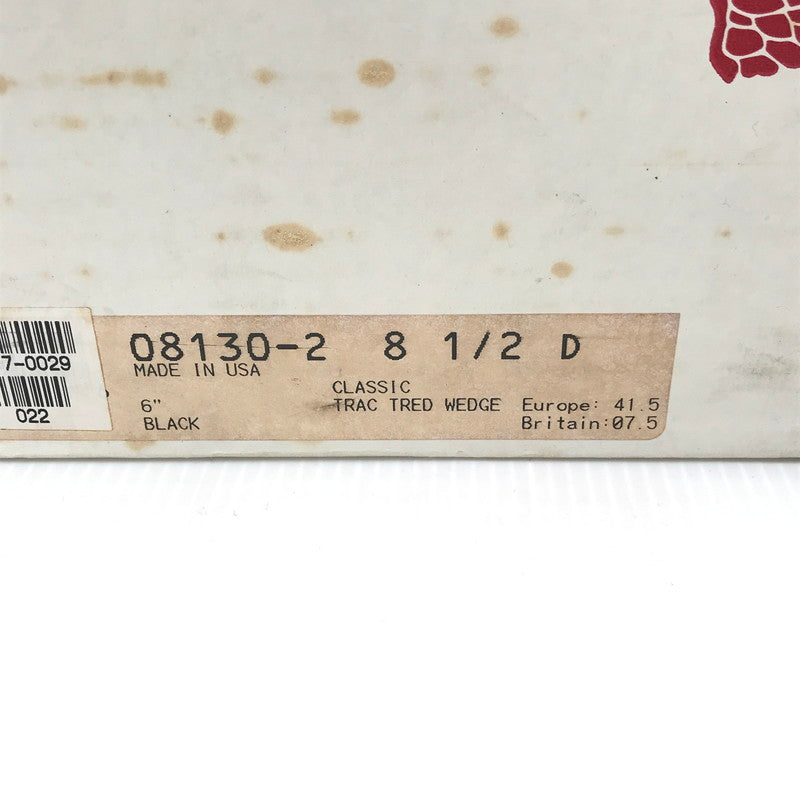 7-0029
022
08130-2 8 1/2 D
MADE IN USA
CLASSIC
6" TRAC TRED WEDGE Europe: 41.5
BLACK Britain:07.5